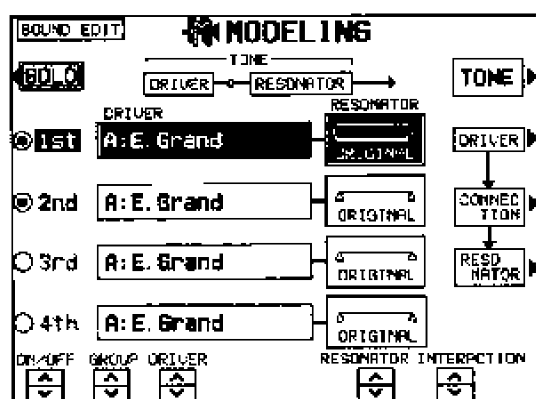 SOUND EDIT
MODELING
SOLO
TONE
DRIVER
RESONATOR
TONE
DRIVER
RESONATOR
1st
A:E. Grand
ORIGINAL
DRIVER
2nd
A:E. Grand
ORIGINAL
CONNEC
TION
3rd
A:E. Grand
ORIGINAL
RESO
NATOR
4th
A:E. Grand
ORIGINAL
ON/OFF GROUP DRIVER RESONATOR INTERACTION